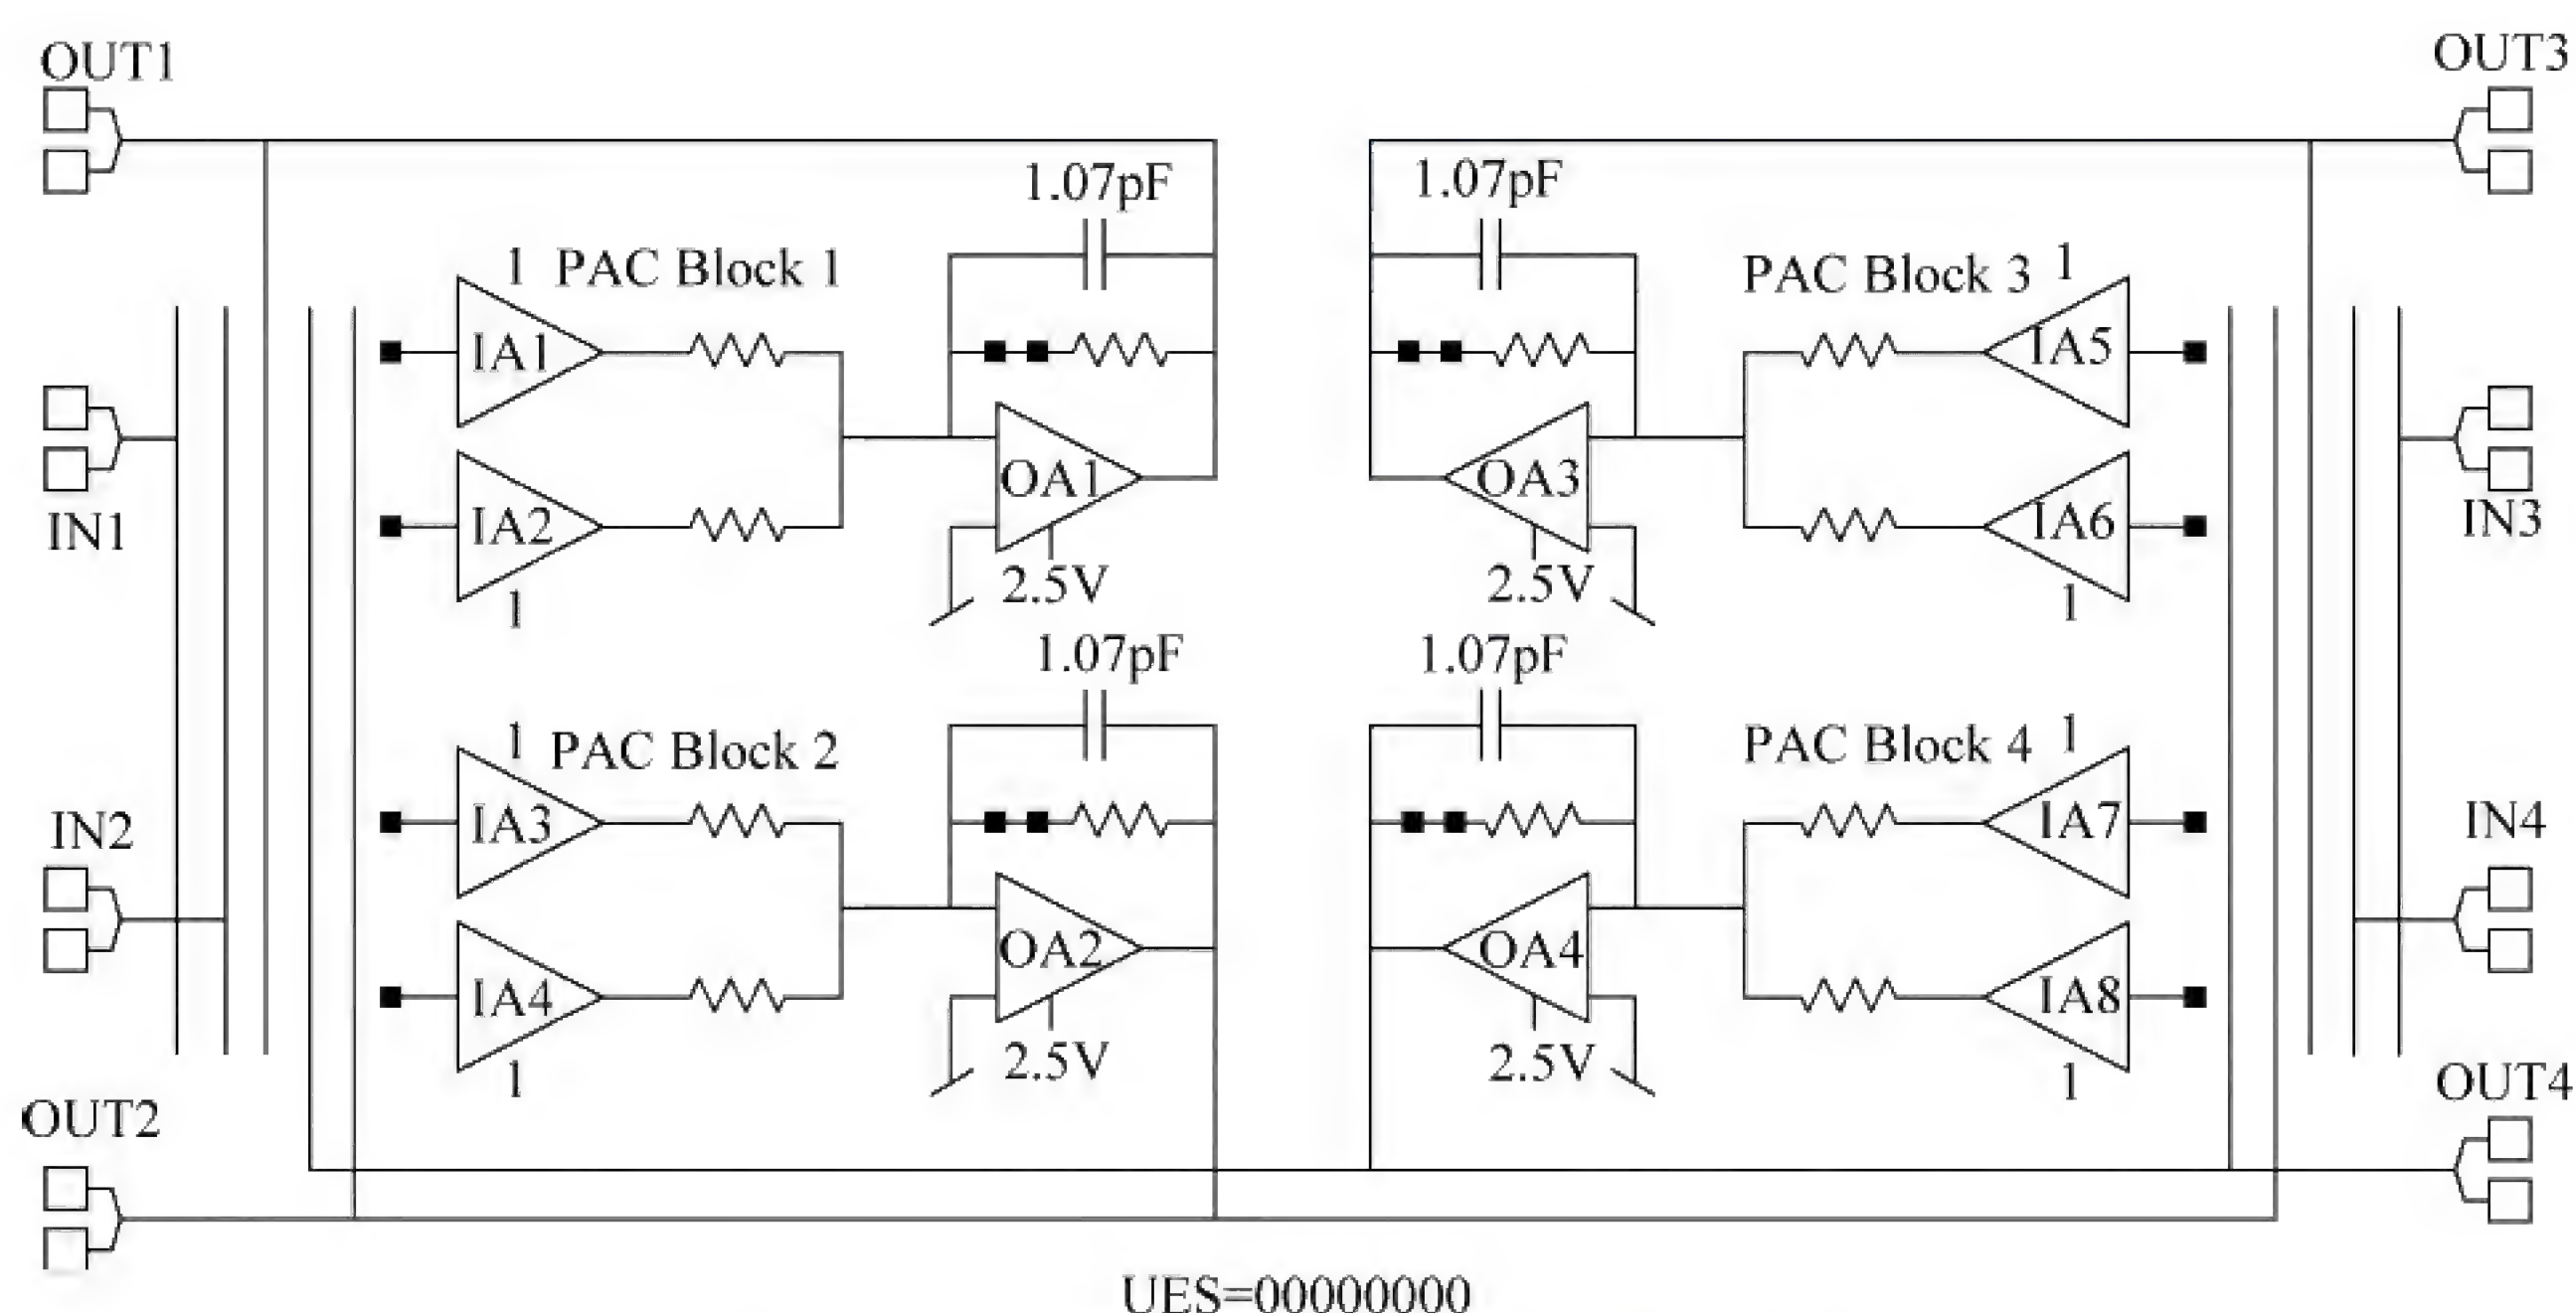 OUT1
OUT3
1.07pF
1.07pF
1 PAC Block 1
PAC Block 3 1
IA1
IA5
OA1
OA3
IN1
IA2
IA6
IN3
2.5V
2.5V
1
1
1.07pF
1.07pF
1 PAC Block 2
PAC Block 4 1
IN2
IA3
IA7
IN4
OA2
OA4
IA4
IA8
2.5V
2.5V
1
1
OUT2
OUT4
UES=00000000